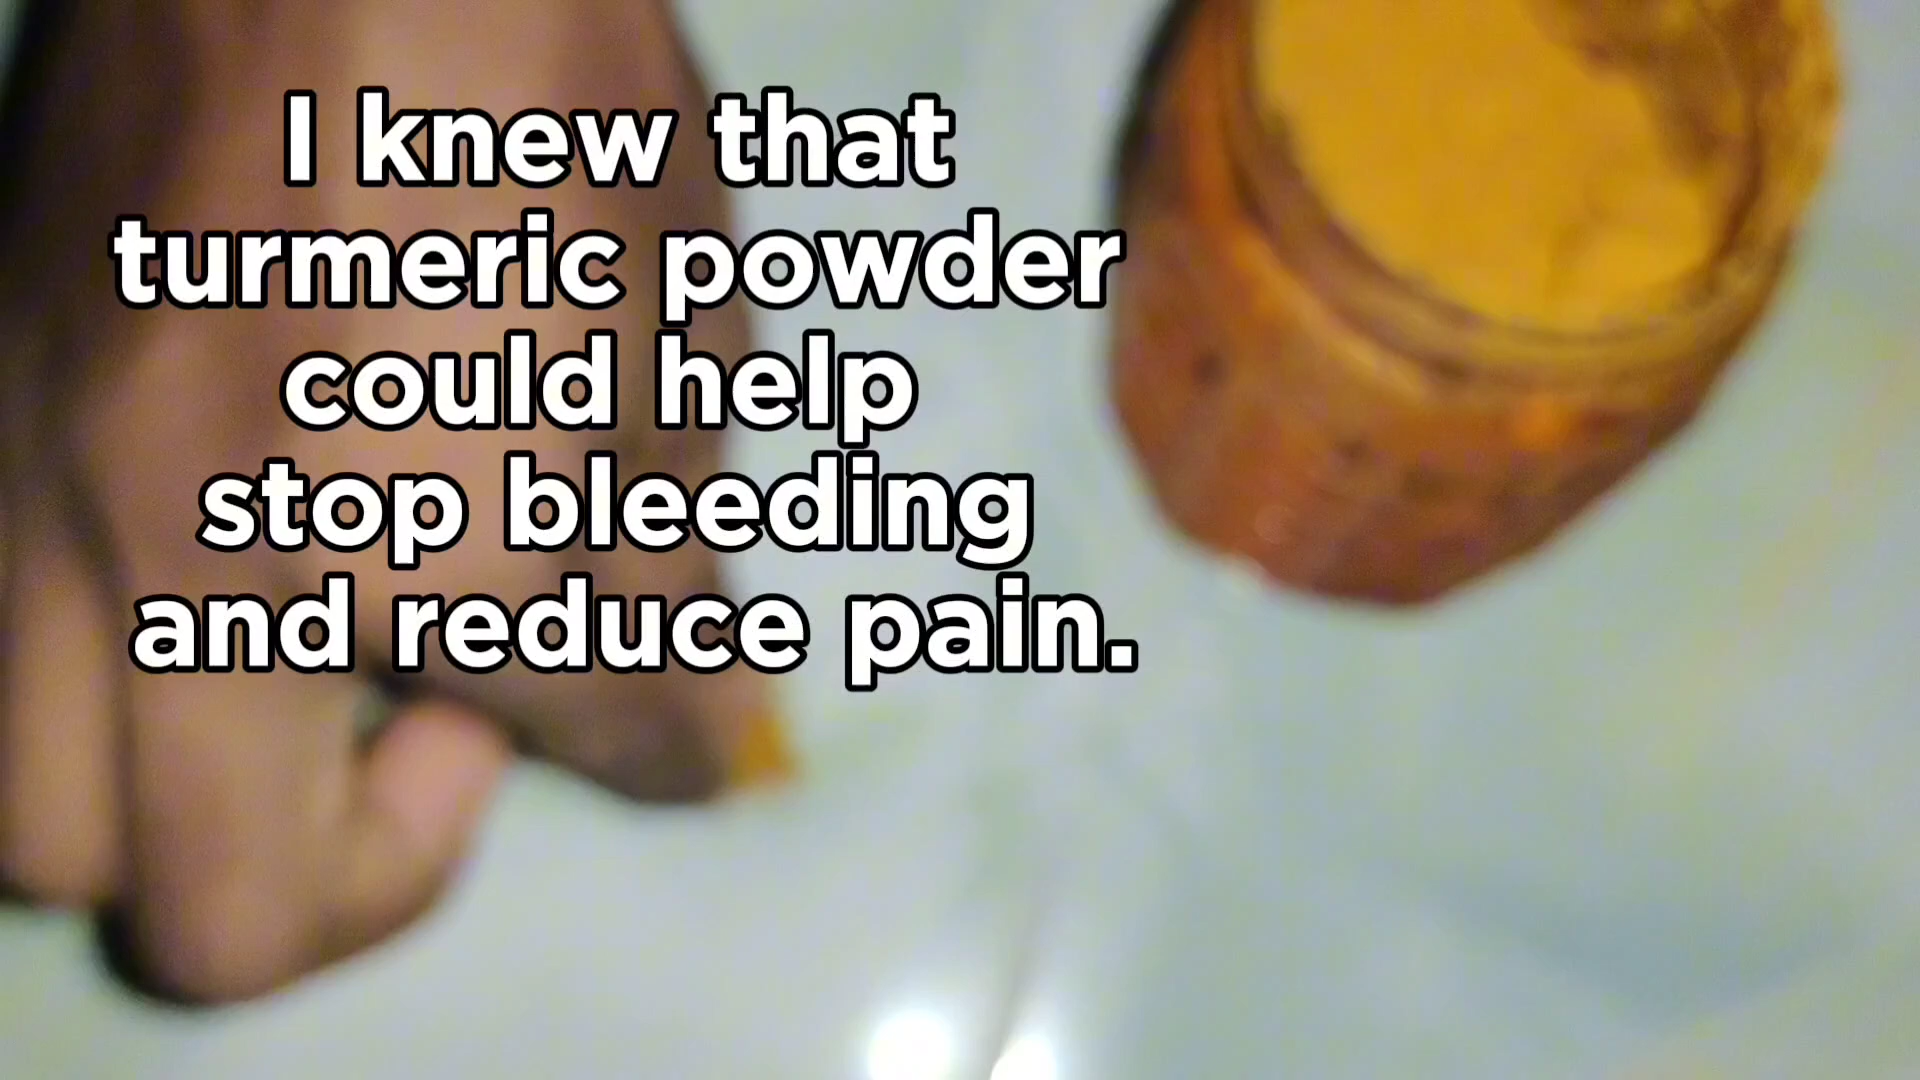 I knew that
turmeric powder
could help
stop bleeding
and reduce pain.